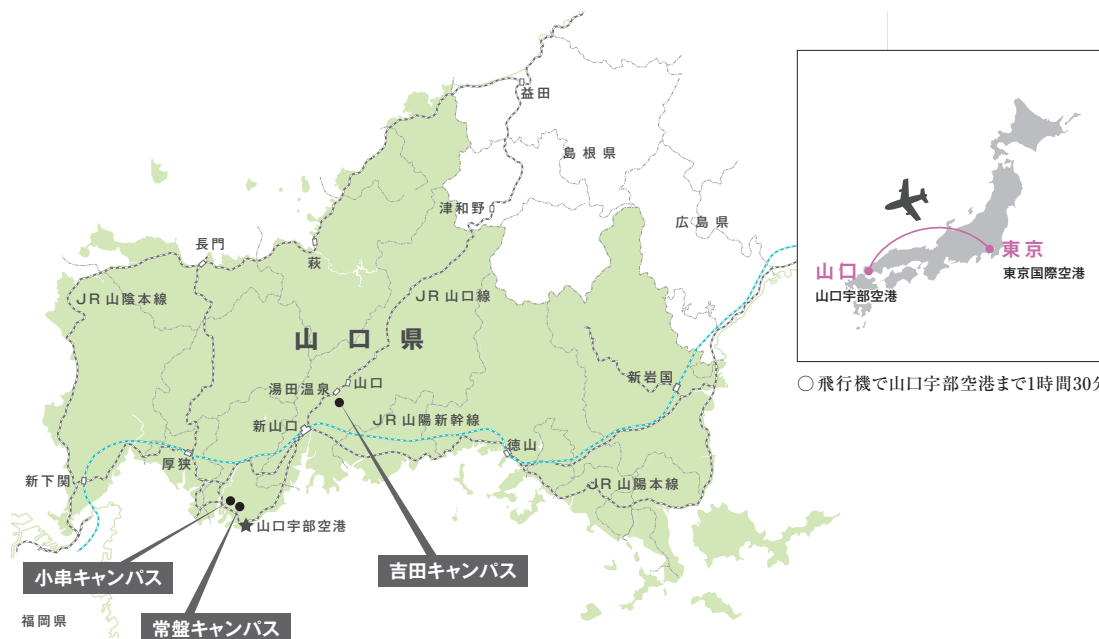 益田
島根県
津和野
広島県
長門
萩
JR山陰本線
JR山口線
山口県
新岩国
湯田温泉
山口
新山口
JR山陽新幹線
徳山
厚狭
新下関
JR山陽本線
山口宇部空港
小串キャンパス
吉田キャンパス
常盤キャンパス
福岡県
東京
東京国際空港
山口
山口宇部空港
○飛行機で山口宇部空港まで1時間30分